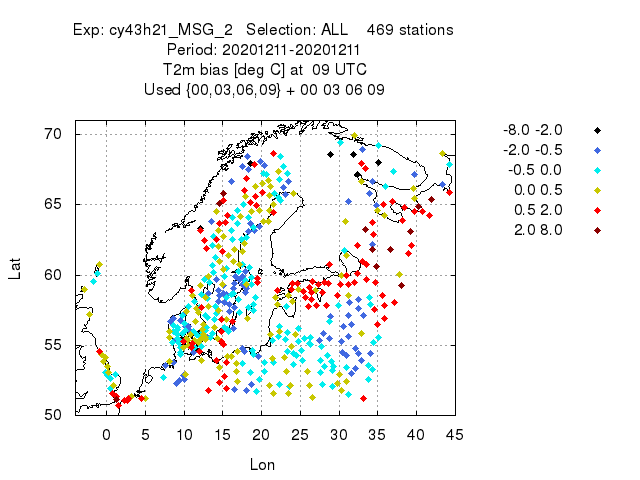 Exp: cy43h21_MSG_2 Selection: ALL 469 stations
Period: 20201211-20201211
T2m bias [deg C] at 09 UTC
Used {00,03,06,09} + 00 03 06 09
70
65
60
55
50
Lat
0 5 10 15 20 25 30 35 40 45
Lon
-8.0 -2.0
-2.0 -0.5
-0.5 0.0
0.0 0.5
0.5 2.0
2.0 8.0